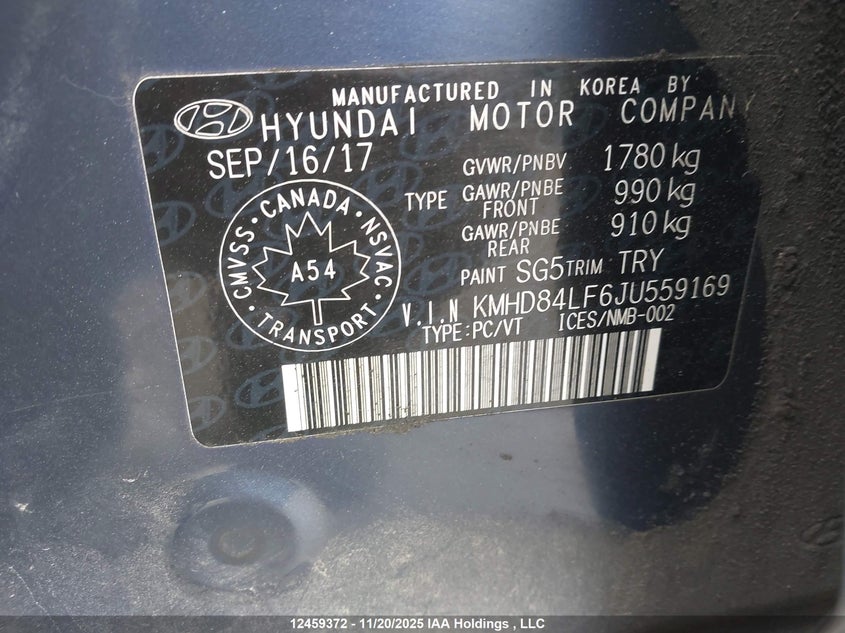 MANUFACTURED IN KOREA BY
HYUNDAI MOTOR COMPANY
SEP/16/17
GVWR/PNBV 1780 kg
TYPE GAWR/PNBE FRONT 990 kg
GAWR/PNBE REAR 910 kg
PAINT SG5 TRIM TRY
V.I.N KMHD84LF6JU559169
TYPE:PC/VT ICES/NMB-002
CANADA
CMVSS · NSVAC
A54
TRANSPORT
12459372 - 11/20/2025 IAA Holdings , LLC